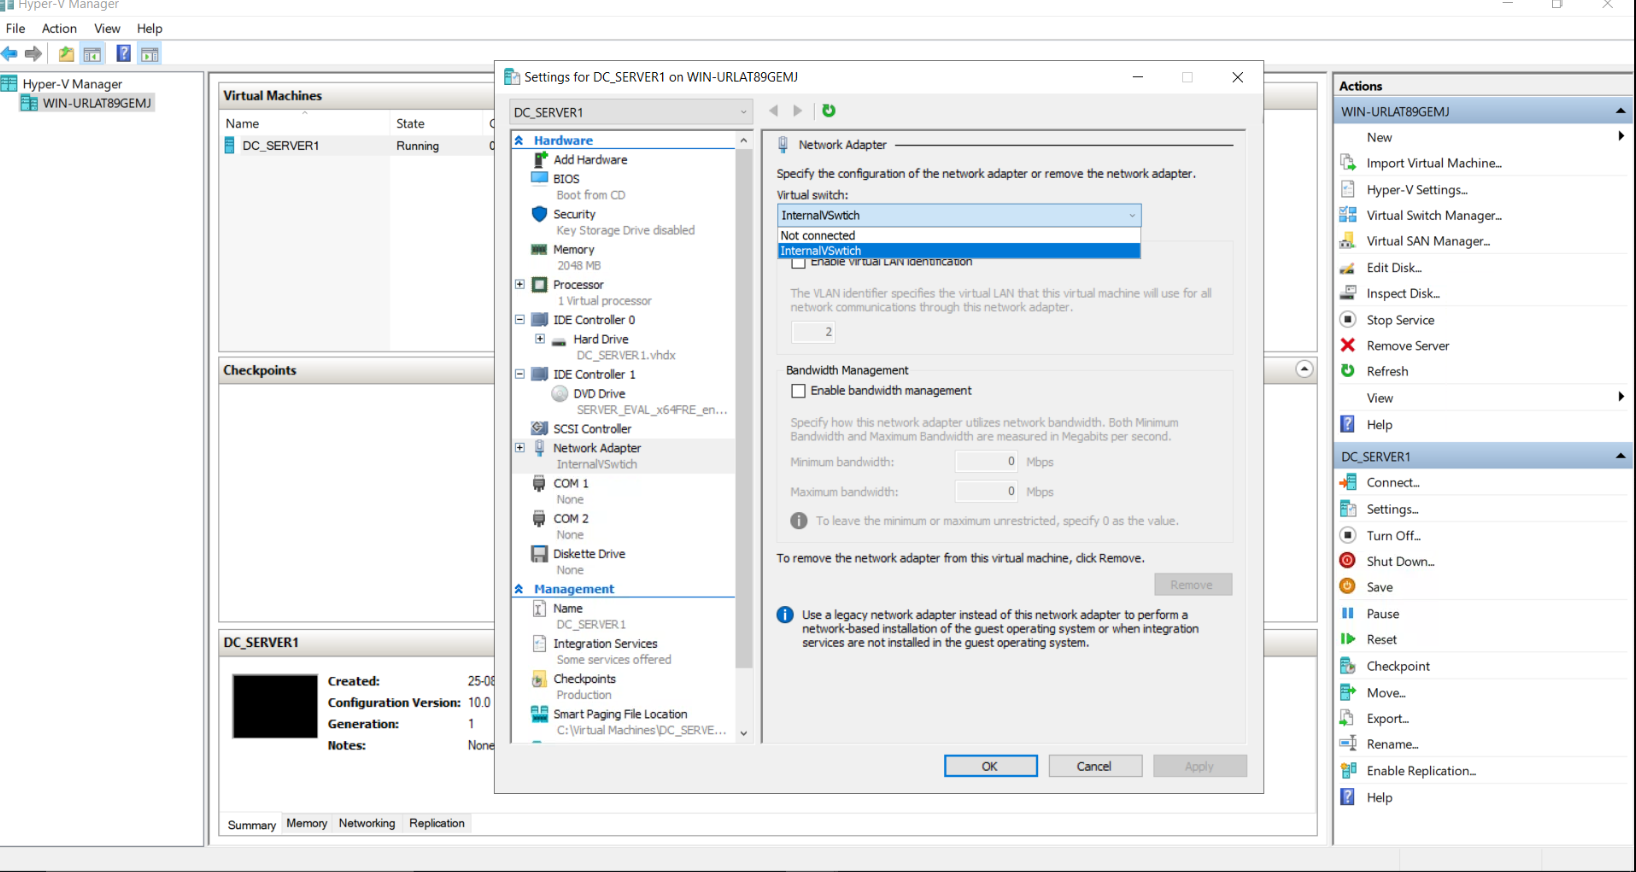 Hyper-V Manager
File Action View Help
Hyper-V Manager
WIN-URLAT89GEMJ
Virtual Machines
Name State
DC_SERVER1 Running
Checkpoints
DC_SERVER1
Created: 25-08
Configuration Version: 10.0
Generation: 1
Notes: None
Summary Memory Networking Replication
Settings for DC_SERVER1 on WIN-URLAT89GEMJ
DC_SERVER1
Hardware
Add Hardware
BIOS
Boot from CD
Security
Key Storage Drive disabled
Memory
2048 MB
Processor
1 Virtual processor
IDE Controller 0
Hard Drive
DC_SERVER1.vhdx
IDE Controller 1
DVD Drive
SERVER_EVAL_x64FRE_en...
SCSI Controller
Network Adapter
InternalVSwtich
COM 1
None
COM 2
None
Diskette Drive
None
Management
Name
DC_SERVER1
Integration Services
Some services offered
Checkpoints
Production
Smart Paging File Location
C:\Virtual Machines\DC_SERVE...
Network Adapter
Specify the configuration of the network adapter or remove the network adapter.
Virtual switch:
InternalVSwtich
Not connected
InternalVSwtich
Enable virtual LAN identification
The VLAN identifier specifies the virtual LAN that this virtual machine will use for all
network communications through this network adapter.
2
Bandwidth Management
Enable bandwidth management
Specify how this network adapter utilizes network bandwidth. Both Minimum
Bandwidth and Maximum Bandwidth are measured in Megabits per second.
Minimum bandwidth: 0 Mbps
Maximum bandwidth: 0 Mbps
To leave the minimum or maximum unrestricted, specify 0 as the value.
To remove the network adapter from this virtual machine, click Remove.
Remove
Use a legacy network adapter instead of this network adapter to perform a
network-based installation of the guest operating system or when integration
services are not installed in the guest operating system.
OK Cancel Apply
Actions
WIN-URLAT89GEMJ
New
Import Virtual Machine...
Hyper-V Settings...
Virtual Switch Manager...
Virtual SAN Manager...
Edit Disk...
Inspect Disk...
Stop Service
Remove Server
Refresh
View
Help
DC_SERVER1
Connect...
Settings...
Turn Off...
Shut Down...
Save
Pause
Reset
Checkpoint
Move...
Export...
Rename...
Enable Replication...
Help